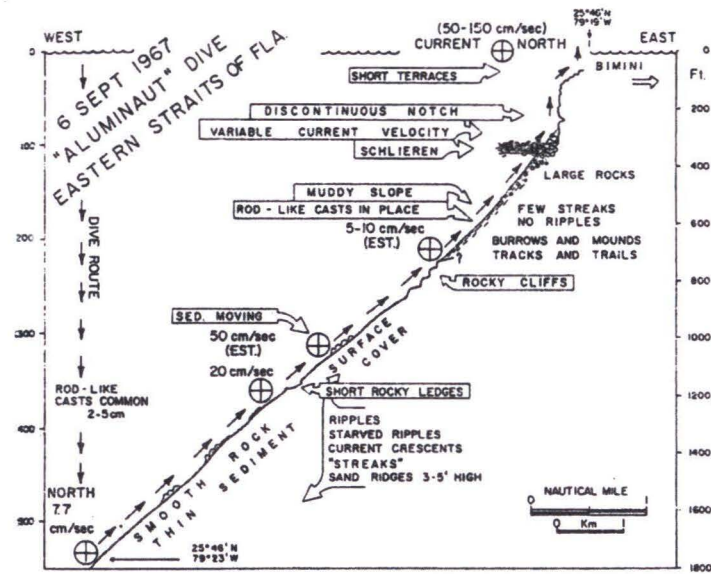 WEST
(50-150 cm/sec)
CURRENT NORTH
25°46'N
79°19'W
EAST
0
0
Ft.
6 SEPT 1967
"ALUMINAUT" DIVE
EASTERN STRAITS OF FLA.
BIMINI
SHORT TERRACES
DISCONTINUOUS NOTCH
200
VARIABLE CURRENT VELOCITY
100
SCHLIEREN
400
LARGE ROCKS
MUDDY SLOPE
ROD-LIKE CASTS IN PLACE
FEW STREAKS
NO RIPPLES
600
5-10 cm/sec
(EST.)
BURROWS AND MOUNDS
TRACKS AND TRAILS
200
DIVE ROUTE
?
ROCKY CLIFFS
800
SED. MOVING
50 cm/sec
(EST.)
300
1000
SURFACE
COVER
20 cm/sec
SHORT ROCKY LEDGES
1200
ROD-LIKE
CASTS COMMON
2-5cm
RIPPLES
STARVED RIPPLES
CURRENT CRESCENTS
"STREAKS"
SAND RIDGES 3-5' HIGH
400
1400
SMOOTH ROCK
THIN SEDIMENT
NORTH
7.7
cm/sec
NAUTICAL MILE
0 1
1600
0 Km 1
500
25°46'N
79°23'W
1800